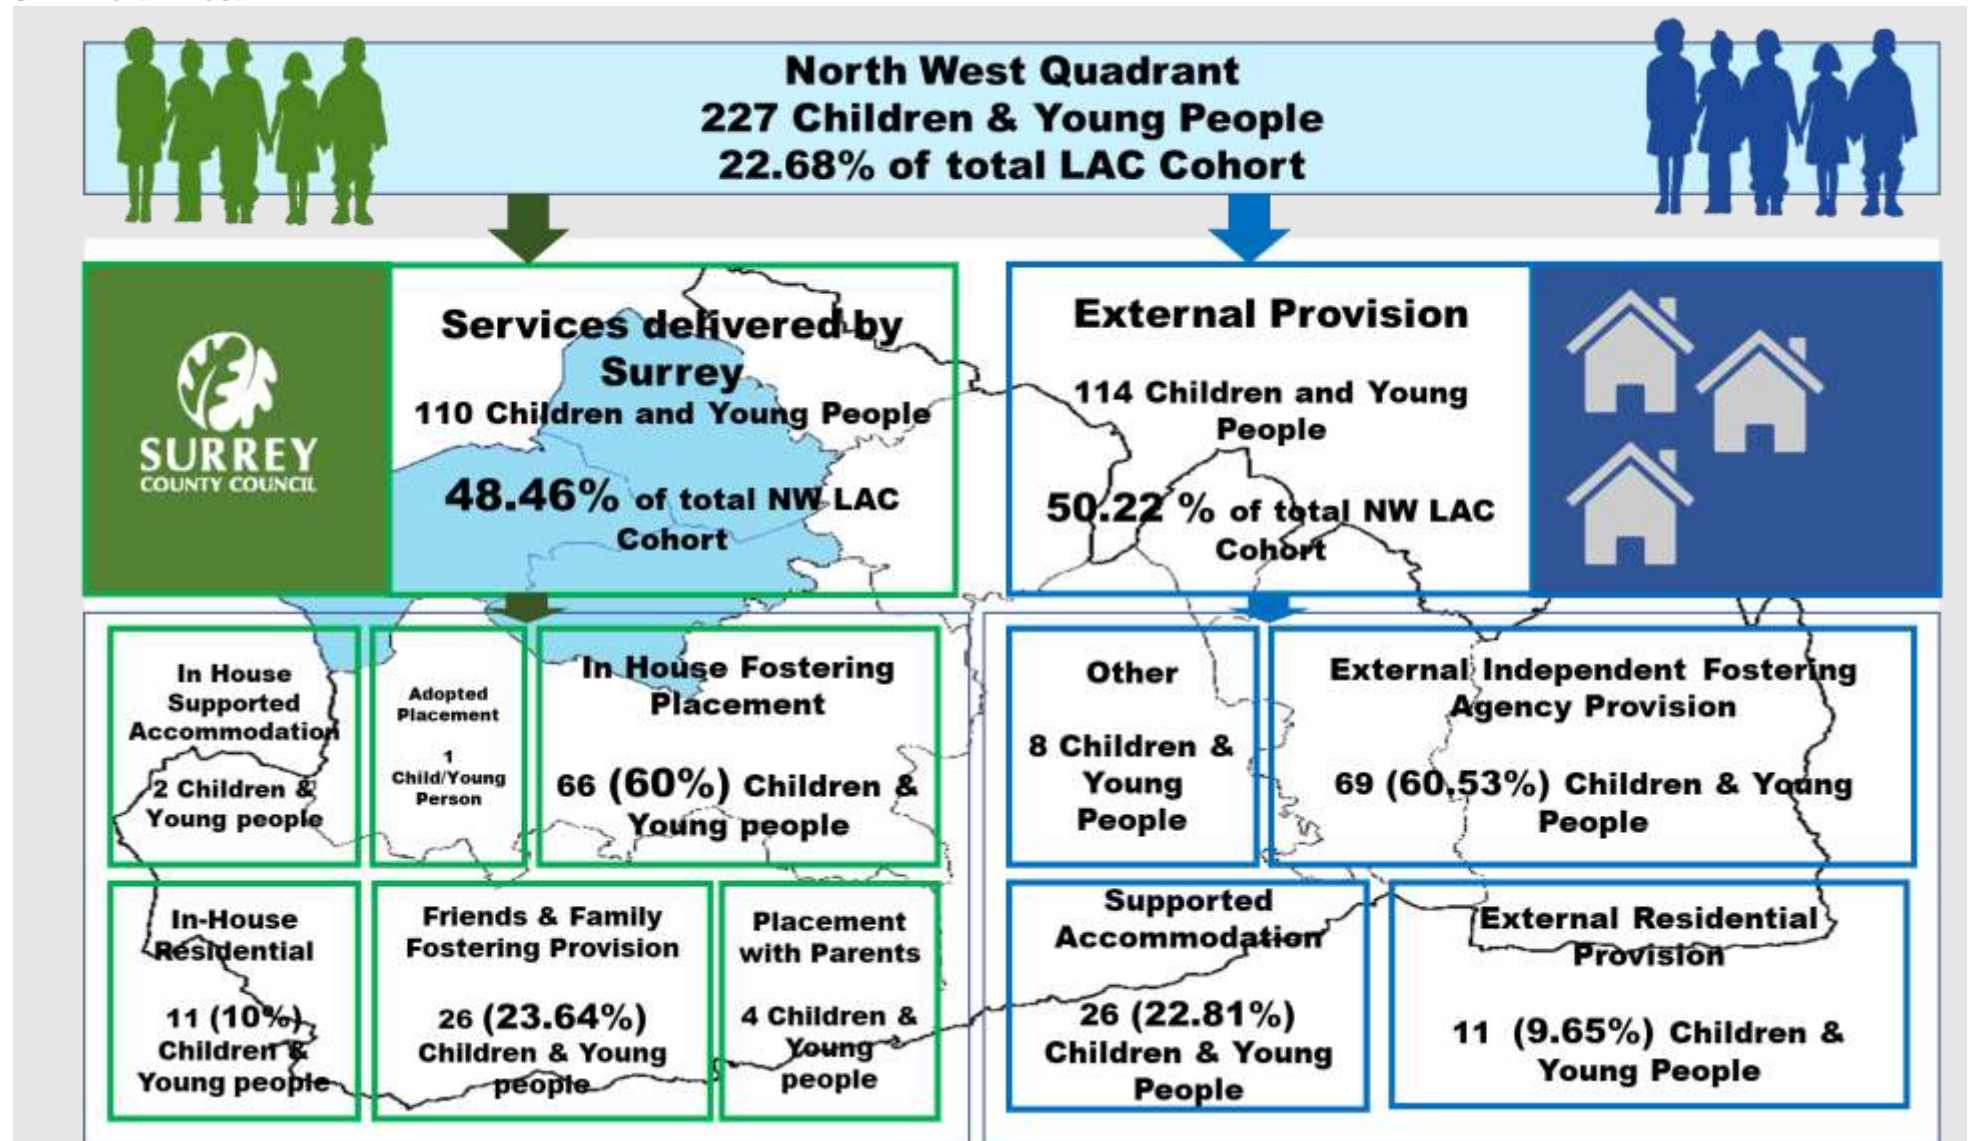 North West Quadrant
227 Children & Young People
22.68% of total LAC Cohort
SURREY
COUNTY COUNCIL
Services delivered by
Surrey
110 Children and Young People
48.46% of total NW LAC
Cohort
External Provision
114 Children and Young
People
50.22 % of total NW LAC
Cohort
In House
Supported
Accommodation
2 Children &
Young people
Adopted
Placement
1
Child/Young
Person
In House Fostering
Placement
66 (60%) Children &
Young people
In-House
Residential
11 (10%)
Children &
Young people
Friends & Family
Fostering Provision
26 (23.64%)
Children & Young
people
Placement
with Parents
4 Children &
Young
people
Other
8 Children &
Young
People
External Independent Fostering
Agency Provision
69 (60.53%) Children & Young
People
Supported
Accommodation
26 (22.81%)
Children & Young
People
External Residential
Provision
11 (9.65%) Children &
Young People